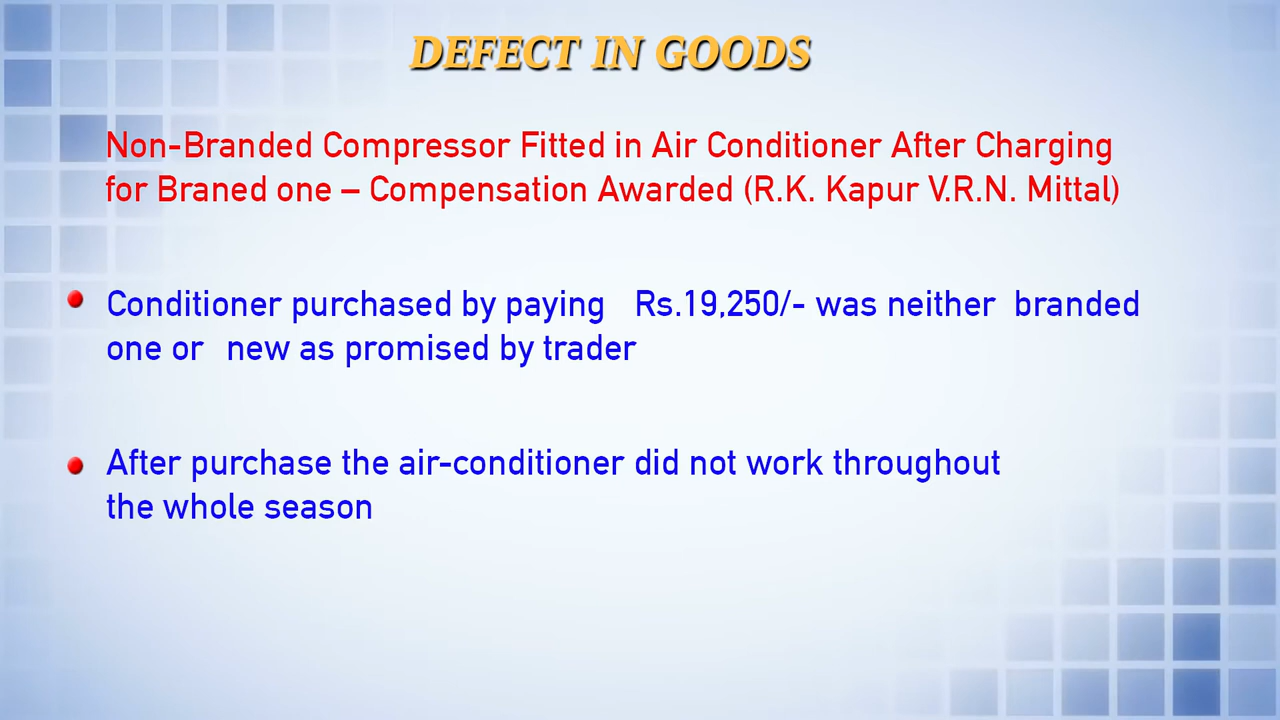 DEFECT IN GOODS
Non-Branded Compressor Fitted in Air Conditioner After Charging
for Braned one – Compensation Awarded (R.K. Kapur V.R.N. Mittal)
Conditioner purchased by paying Rs.19,250/- was neither branded
one or new as promised by trader
After purchase the air-conditioner did not work throughout
the whole season